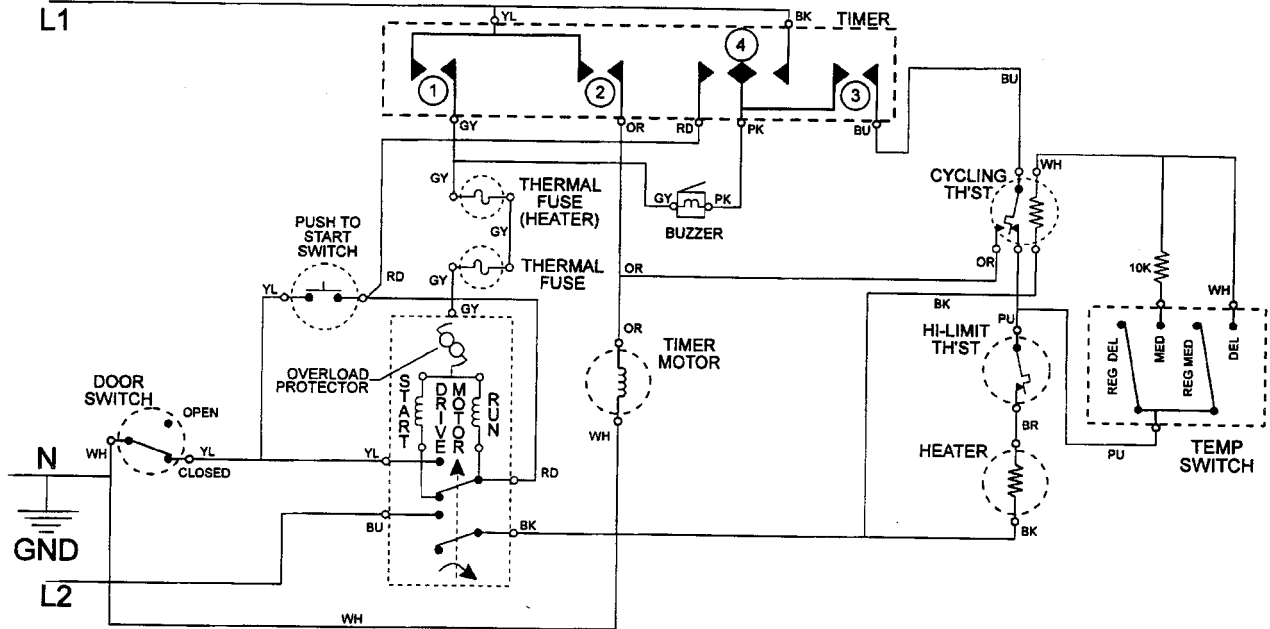 L1
YL
BK
TIMER
1
2
4
3
GY
OR
RD
PK
BU
BU
GY
THERMAL
FUSE
(HEATER)
GY
PK
BUZZER
CYCLING
TH'ST
WH
PUSH TO
START
SWITCH
GY
RD
GY
THERMAL
FUSE
OR
OR
10K
WH
YL
GY
BK
PU
HI-LIMIT
TH'ST
OR
TIMER
MOTOR
OVERLOAD
PROTECTOR
START
DRIVE
MOTOR
RUN
REG DEL
MED
REG MED
DEL
DOOR
SWITCH
OPEN
WH
YL
CLOSED
YL
WH
BR
HEATER
PU
TEMP
SWITCH
N
RD
BU
BK
BK
GND
L2
WH